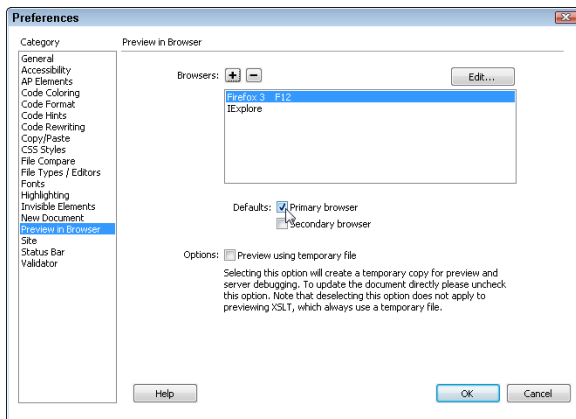 Preferences
Category
Preview in Browser
General
Accessibility
AP Elements
Code Coloring
Code Format
Code Hints
Code Rewriting
Copy/Paste
CSS Styles
File Compare
File Types / Editors
Fonts
Highlighting
Invisible Elements
New Document
Preview in Browser
Site
Status Bar
Validator
Browsers: + − Edit...
Firefox 3 F12
IExplore
Defaults: Primary browser
Secondary browser
Options: Preview using temporary file
Selecting this option will create a temporary copy for preview and
server debugging. To update the document directly please uncheck
this option. Note that deselecting this option does not apply to
previewing XSLT, which always use a temporary file.
Help OK Cancel